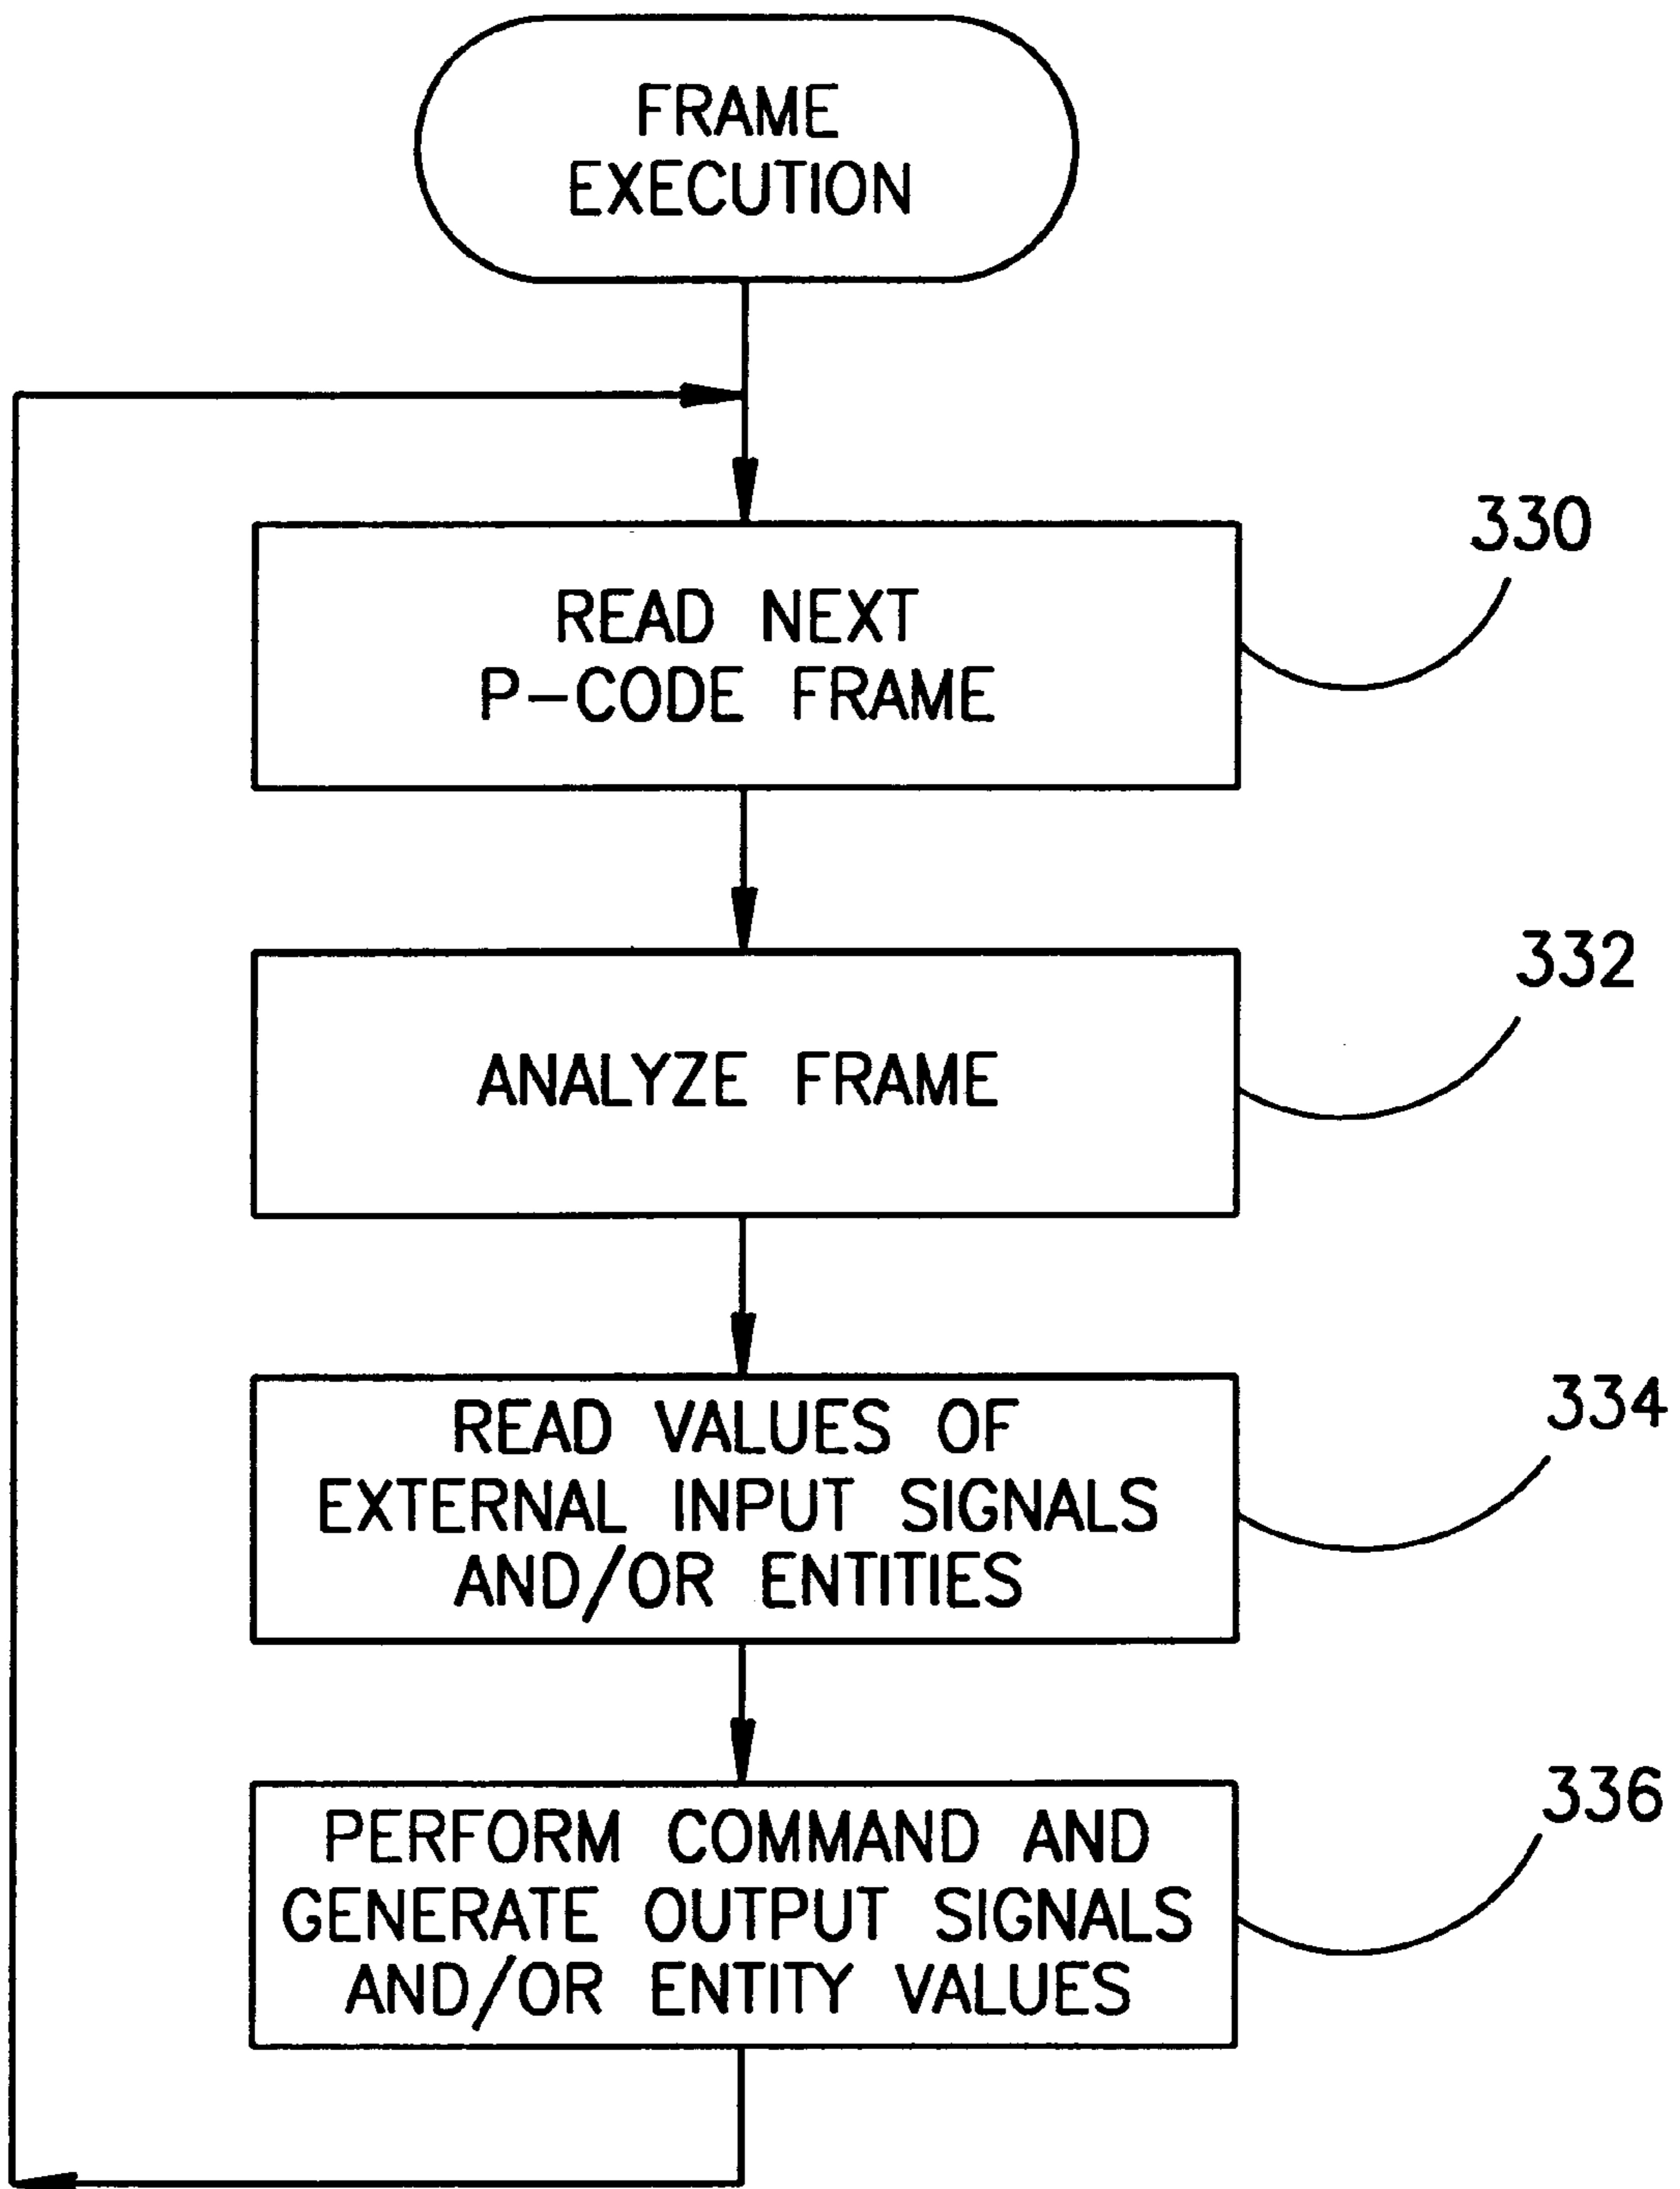 FRAME
EXECUTION
330
READ NEXT
P-CODE FRAME
332
ANALYZE FRAME
334
READ VALUES OF
EXTERNAL INPUT SIGNALS
AND/OR ENTITIES
336
PERFORM COMMAND AND
GENERATE OUTPUT SIGNALS
AND/OR ENTITY VALUES